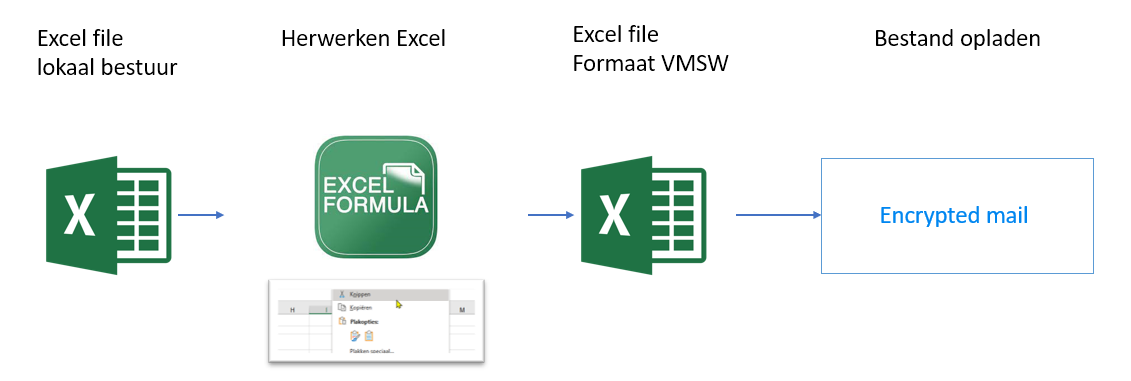 Excel file
lokaal bestuur
Herwerken Excel
Excel file
Formaat VMSW
Bestand opladen
X
EXCEL
FORMULA
X
Encrypted mail
Knippen
H
I
M
Kopiëren
Plakopties:
Plakken speciaal...